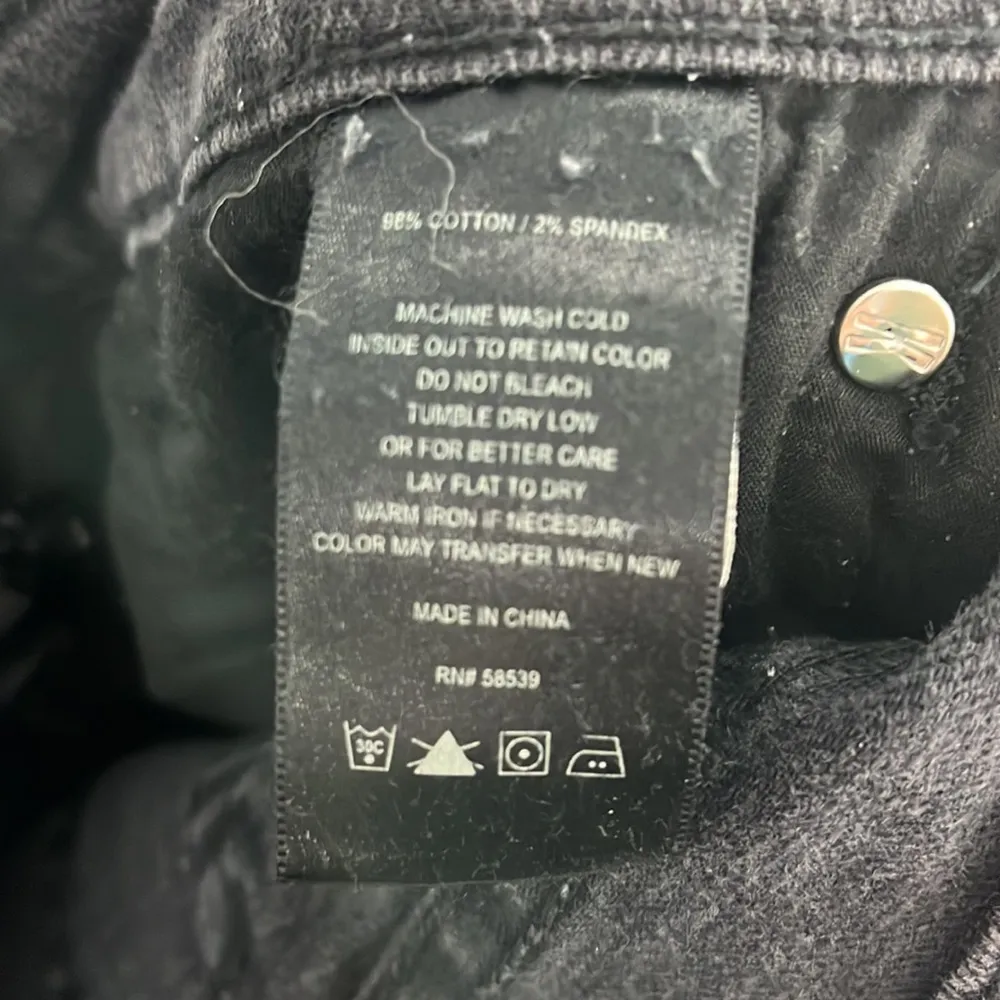 98% COTTON / 2% SPANDEX
MACHINE WASH COLD
INSIDE OUT TO RETAIN COLOR
DO NOT BLEACH
TUMBLE DRY LOW
OR FOR BETTER CARE
LAY FLAT TO DRY
WARM IRON IF NECESSARY
COLOR MAY TRANSFER WHEN NEW
MADE IN CHINA
RN# 58539
30C